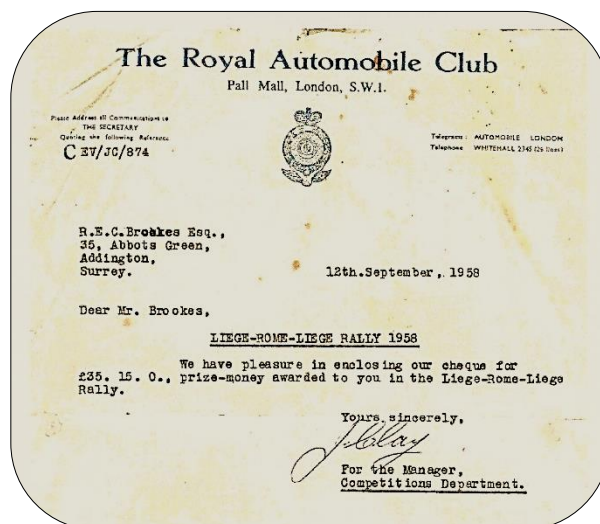 The Royal Automobile Club
Pall Mall, London, S.W.1.
Please Address all Communications to
THE SECRETARY
Quoting the following Reference
C EV/JC/874
Telegrams: AUTOMOBILE LONDON
Telephone WHITEHALL 2345 (26 lines)
R.E.C.Brookes Esq.,
35, Abbots Green,
Addington,
Surrey.
12th.September, 1958
Dear Mr. Brookes,
LIEGE-ROME-LIEGE RALLY 1958
We have pleasure in enclosing our cheque for
£35. 15. 0., prize-money awarded to you in the Liege-Rome-Liege
Rally.
Yours sincerely,
For the Manager,
Competitions Department.